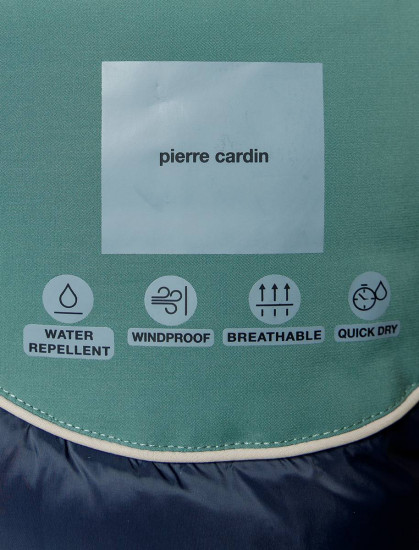 pierre cardin
WATER
REPELLENT
WINDPROOF
BREATHABLE
QUICK DRY